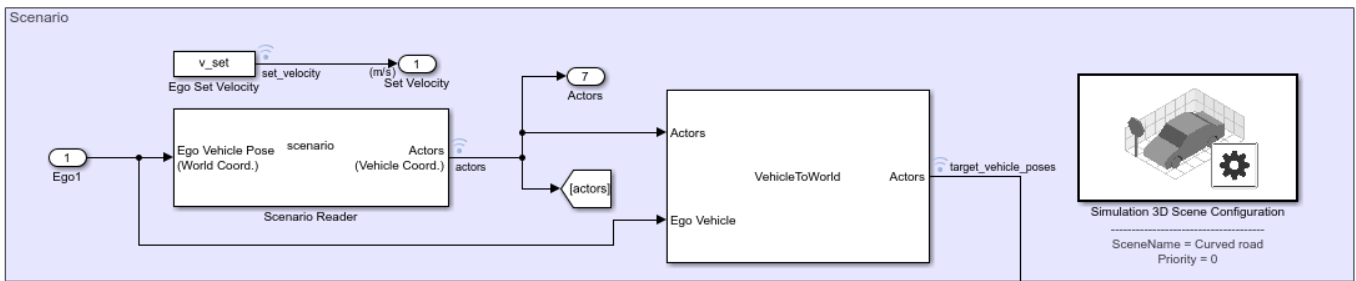 Scenario
v_set
set_velocity
Ego Set Velocity
(m/s)
1
Set Velocity
7
Actors
1
Ego1
Ego Vehicle Pose
(World Coord.)
scenario
Actors
(Vehicle Coord.)
actors
Scenario Reader
[actors]
Actors
Ego Vehicle
VehicleToWorld
Actors
target_vehicle_poses
Simulation 3D Scene Configuration
----------------------------------------
SceneName = Curved road
Priority = 0